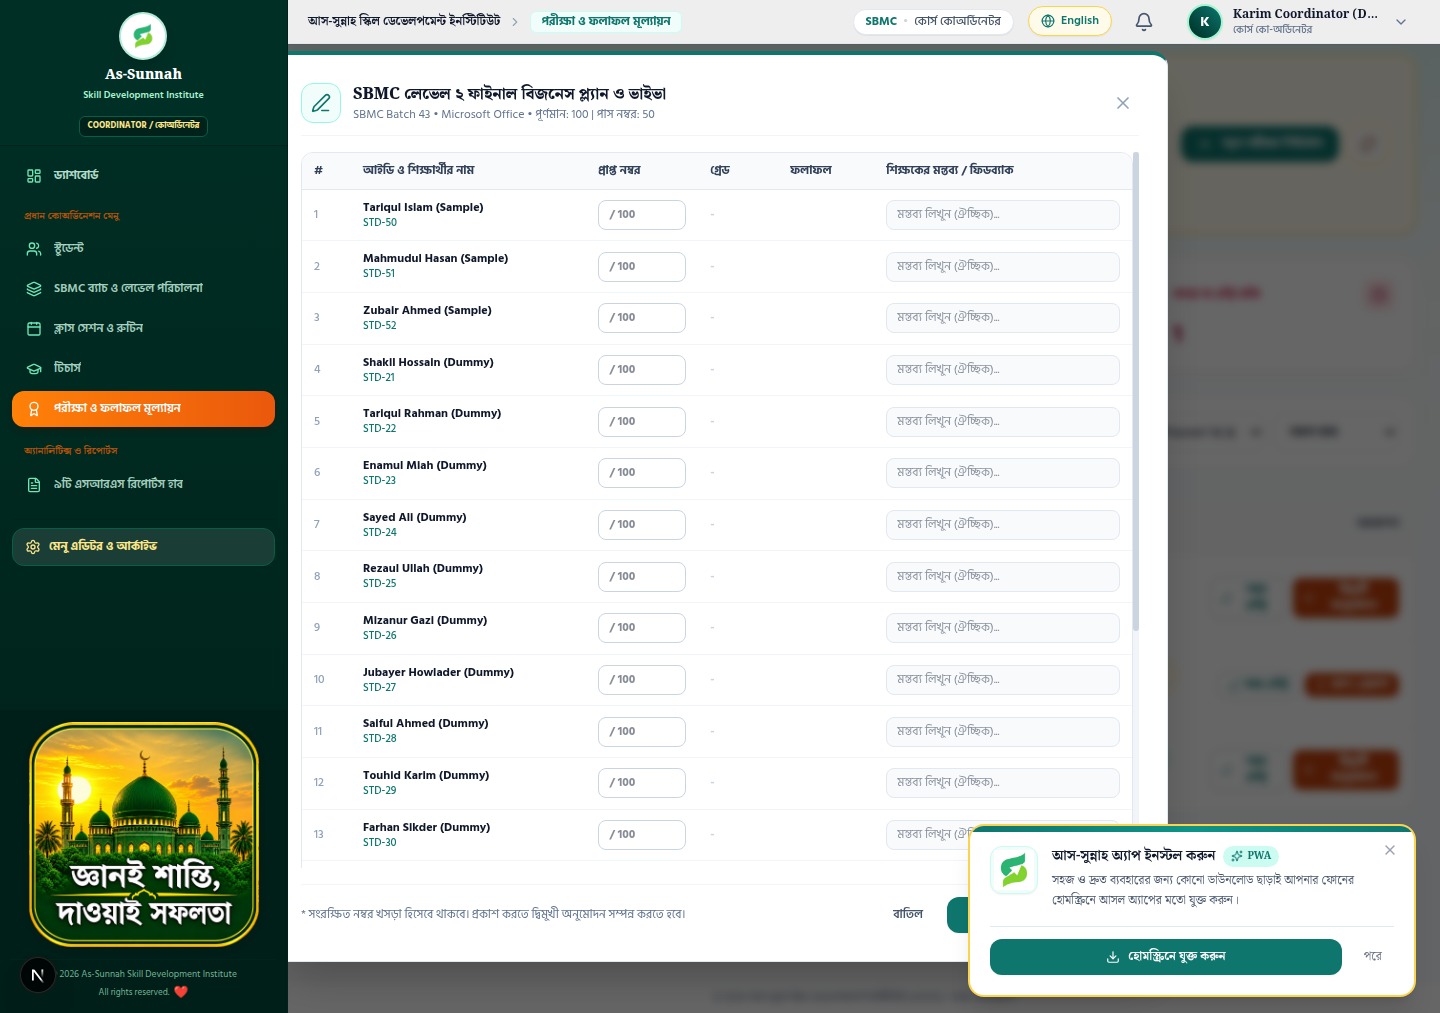 As-Sunnah
Skill Development Institute
COORDINATOR / কোঅর্ডিনেটর
ড্যাশবোর্ড
প্রধান কোঅর্ডিনেশন মেনু
স্টুডেন্ট
SBMC ব্যাচ ও লেভেল পরিচালনা
ক্লাস সেশন ও রুটিন
টিচার্স
পরীক্ষা ও ফলাফল মূল্যায়ন
অ্যানালিটিক্স ও রিপোর্টস
৯টি এসআরএস রিপোর্টস হাব
মেনু এডিটর ও আর্কাইভ
জ্ঞানই শান্তি,
দাওয়াই সফলতা
N
2026 As-Sunnah Skill Development Institute
All rights reserved. ❤️
আস-সুন্নাহ স্কিল ডেভেলপমেন্ট ইনস্টিটিউট
পরীক্ষা ও ফলাফল মূল্যায়ন
SBMC • কোর্স কোঅর্ডিনেটর
English
K
Karim Coordinator (D...
কোর্স কো-অর্ডিনেটর
SBMC লেভেল ২ ফাইনাল বিজনেস প্ল্যান ও ভাইভা
SBMC Batch 43 • Microsoft Office • পূর্ণমান: 100 | পাস নম্বর: 50
# আইডি ও শিক্ষার্থীর নাম প্রাপ্ত নম্বর গ্রেড ফলাফল শিক্ষকের মন্তব্য / ফিডব্যাক
1 Tariqul Islam (Sample) / 100 - মন্তব্য লিখুন (ঐচ্ছিক)...
STD-50
2 Mahmudul Hasan (Sample) / 100 - মন্তব্য লিখুন (ঐচ্ছিক)...
STD-51
3 Zubair Ahmed (Sample) / 100 - মন্তব্য লিখুন (ঐচ্ছিক)...
STD-52
4 Shakil Hossain (Dummy) / 100 - মন্তব্য লিখুন (ঐচ্ছিক)...
STD-21
5 Tariqul Rahman (Dummy) / 100 - মন্তব্য লিখুন (ঐচ্ছিক)...
STD-22
6 Enamul Miah (Dummy) / 100 - মন্তব্য লিখুন (ঐচ্ছিক)...
STD-23
7 Sayed Ali (Dummy) / 100 - মন্তব্য লিখুন (ঐচ্ছিক)...
STD-24
8 Rezaul Ullah (Dummy) / 100 - মন্তব্য লিখুন (ঐচ্ছিক)...
STD-25
9 Mizanur Gazi (Dummy) / 100 - মন্তব্য লিখুন (ঐচ্ছিক)...
STD-26
10 Jubayer Howlader (Dummy) / 100 - মন্তব্য লিখুন (ঐচ্ছিক)...
STD-27
11 Saiful Ahmed (Dummy) / 100 - মন্তব্য লিখুন (ঐচ্ছিক)...
STD-28
12 Touhid Karim (Dummy) / 100 - মন্তব্য লিখুন (ঐচ্ছিক)...
STD-29
13 Farhan Sikder (Dummy) / 100 - মন্তব্য লিখুন
STD-30
* সংরক্ষিত নম্বর খসড়া হিসেবে থাকবে। প্রকাশ করতে দ্বিমুখী অনুমোদন সম্পন্ন করতে হবে।
বাতিল
আস-সুন্নাহ অ্যাপ ইনস্টল করুন PWA
সহজ ও দ্রুত ব্যবহারের জন্য কোনো ডাউনলোড ছাড়াই আপনার ফোনের
হোমস্ক্রিনে আসল অ্যাপের মতো যুক্ত করুন।
হোমস্ক্রিনে যুক্ত করুন
পরে